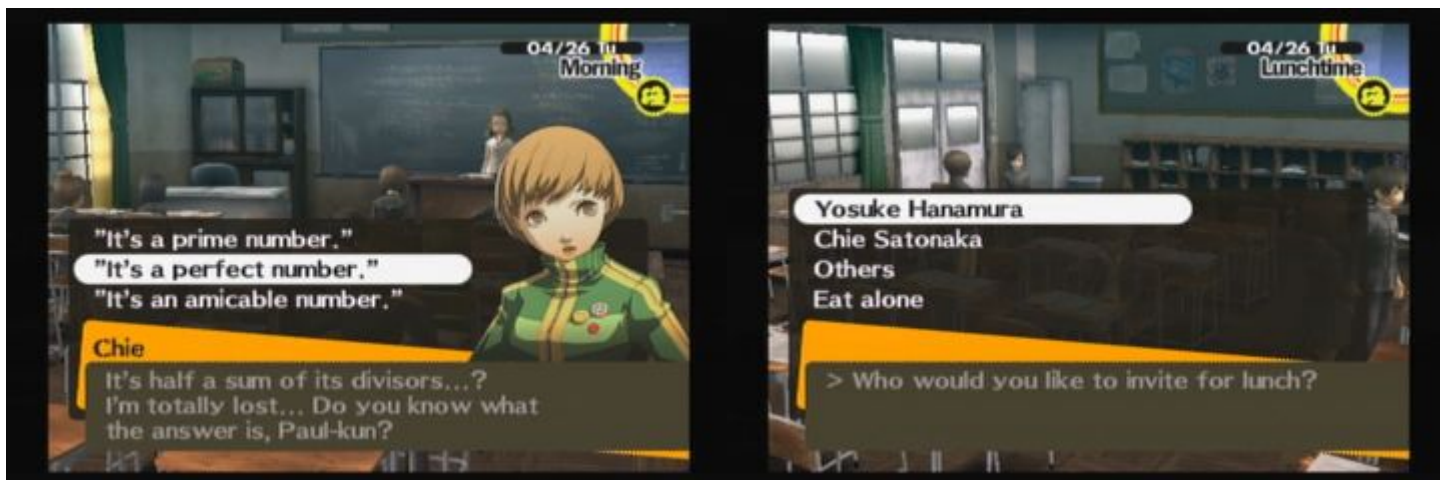 04/26 Tu
Morning
"It's a prime number."
"It's a perfect number."
"It's an amicable number."
Chie
It's half a sum of its divisors...?
I'm totally lost... Do you know what
the answer is, Paul-kun?
04/26 Tu
Lunchtime
Yosuke Hanamura
Chie Satonaka
Others
Eat alone
> Who would you like to invite for lunch?